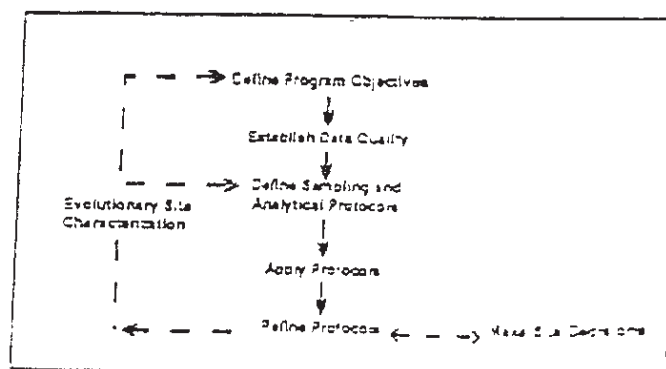 Define Program Objectives
Establish Data Quality
Define Sampling and
Analytical Protocols
Evolutionary Site
Characterization
Apply Protocols
Refine Protocols
Make Site Decisions